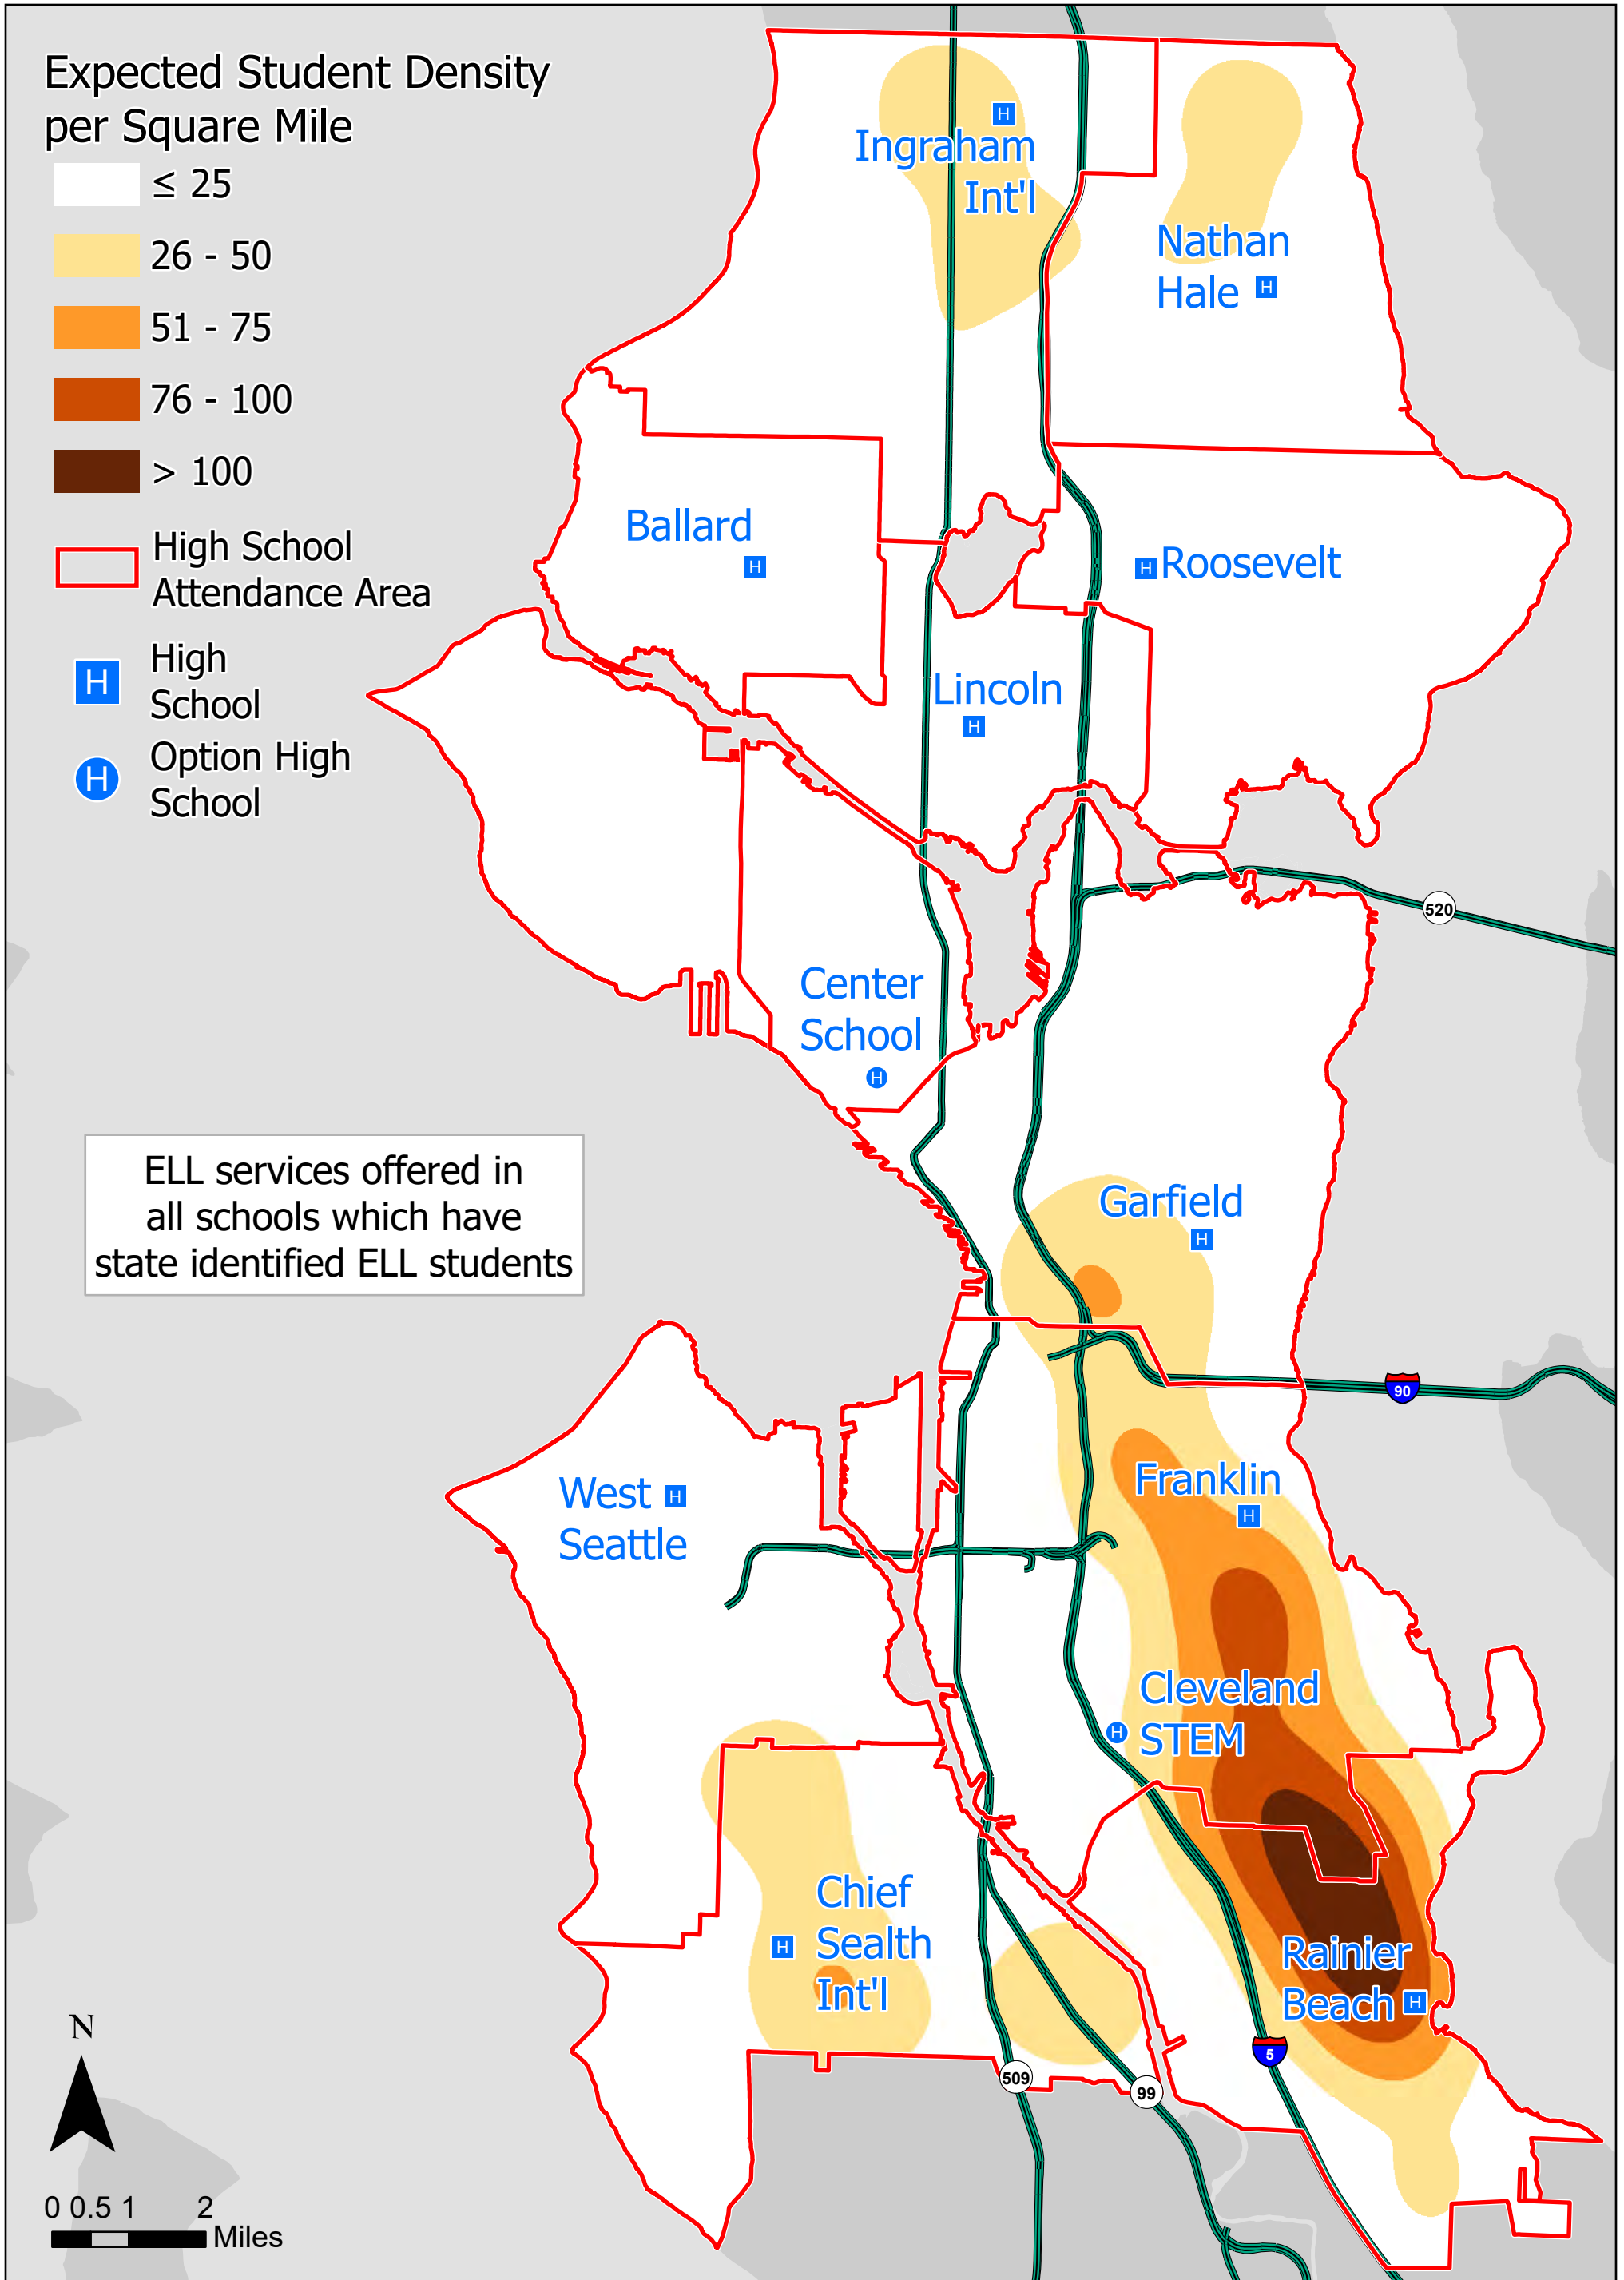 Expected Student Density
per Square Mile
≤ 25
26 - 50
51 - 75
76 - 100
> 100
High School
Attendance Area
H
High
School
H
Option High
School
H
Ingraham
Int'l
Nathan
Hale H
Ballard
H
H Roosevelt
Lincoln
H
520
Center
School
H
ELL services offered in
all schools which have
state identified ELL students
Garfield
H
90
West H
Seattle
Franklin
H
Cleveland
H STEM
Chief
H Sealth
Int'l
Rainier
Beach H
5
509
99
N
0 0.5 1 2
Miles